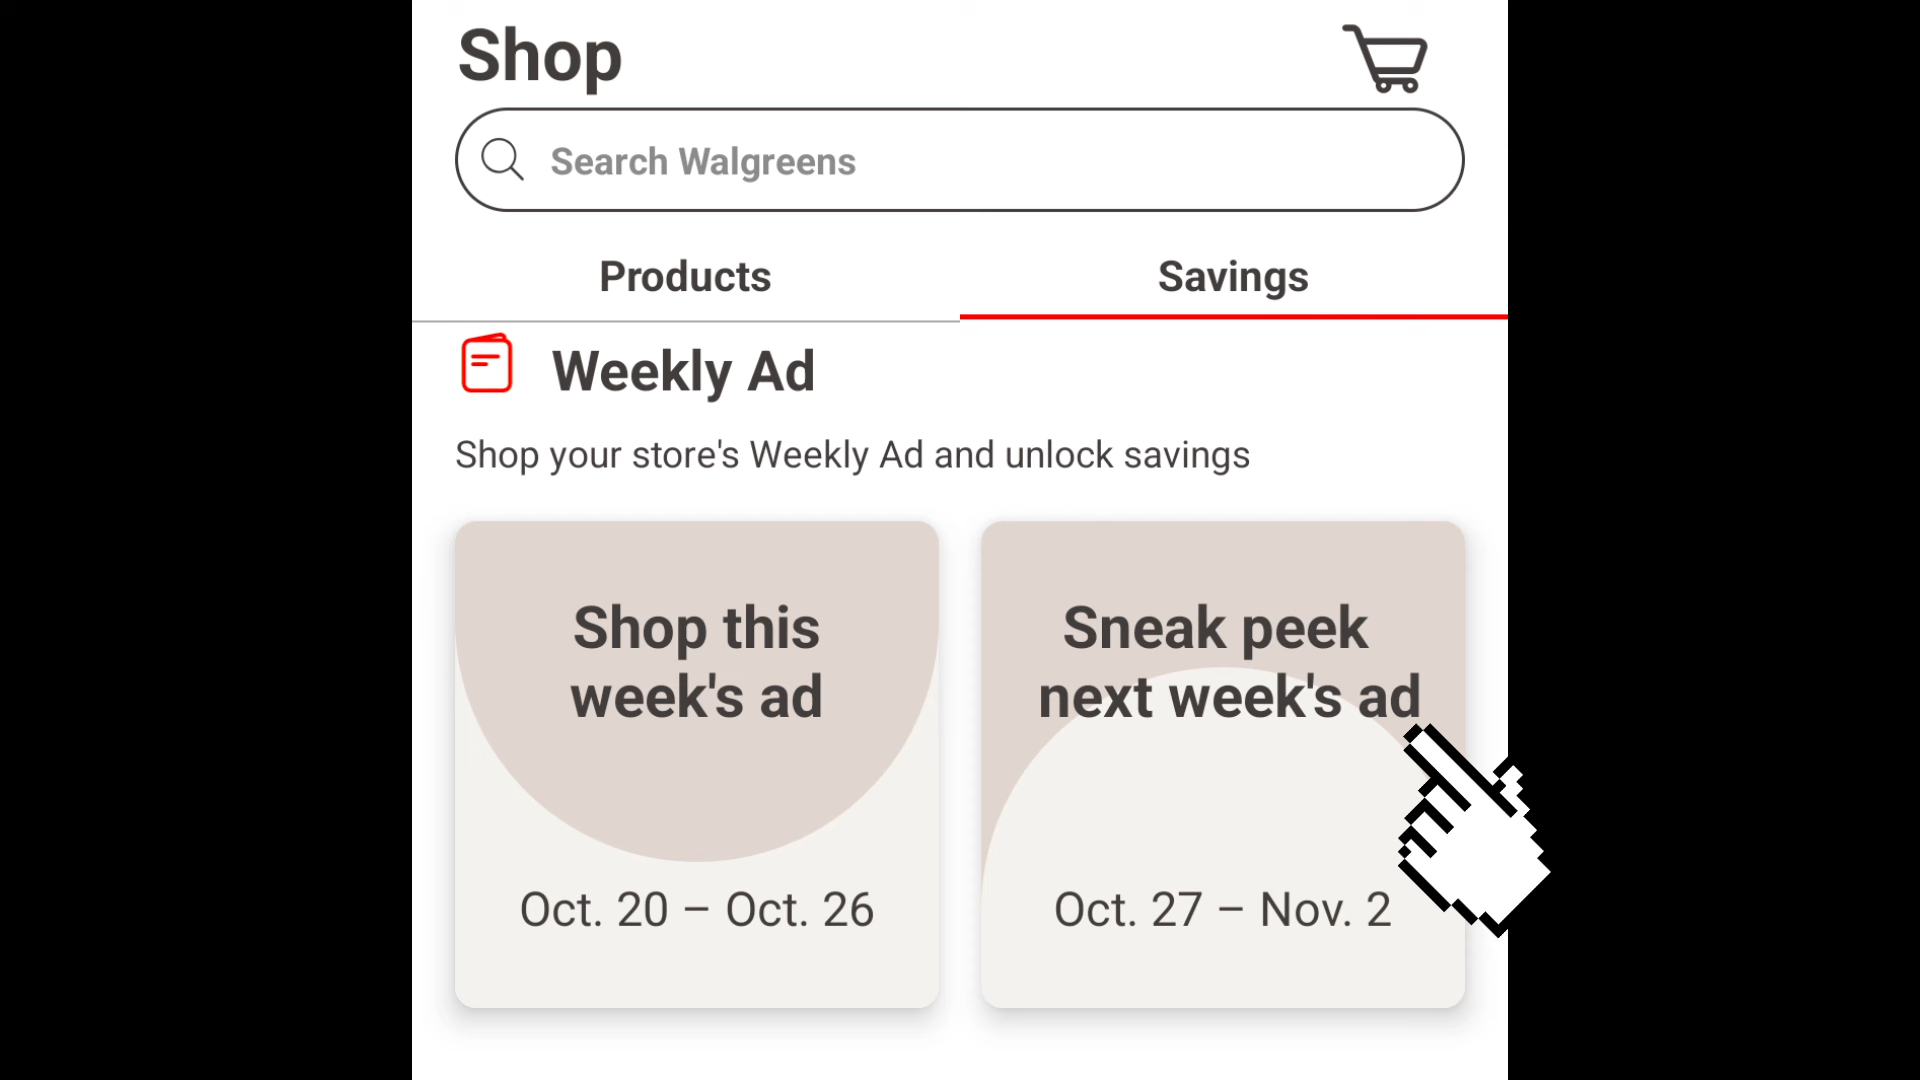 Shop
Search Walgreens
Products
Savings
Weekly Ad
Shop your store's Weekly Ad and unlock savings
Shop this
week's ad
Oct. 20 – Oct. 26
Sneak peek
next week's ad
Oct. 27 – Nov. 2